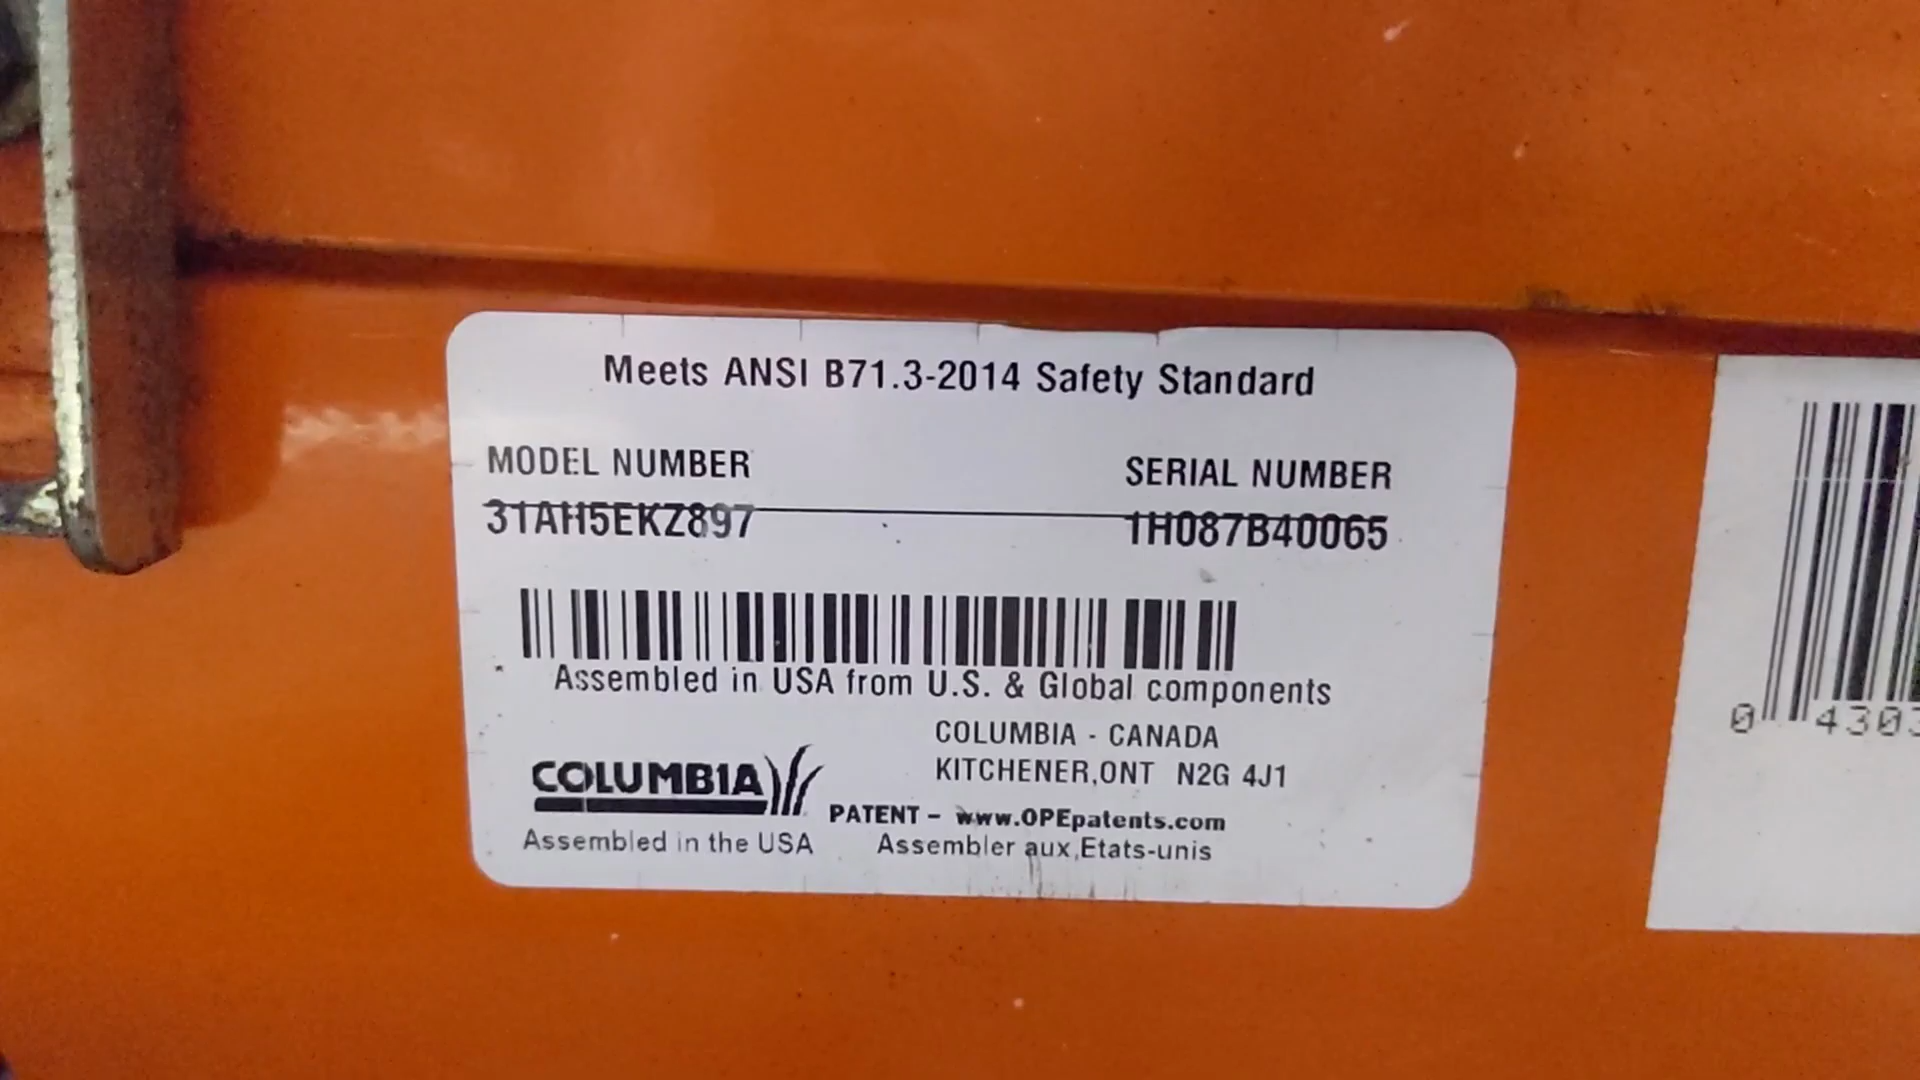 Meets ANSI B71.3-2014 Safety Standard
MODEL NUMBER SERIAL NUMBER
31AH5EKZ897 1H087B40065
Assembled in USA from U.S. & Global components
COLUMBIA - CANADA
KITCHENER,ONT N2G 4J1
COLUMBIA
PATENT - www.OPEpatents.com
Assembled in the USA Assembler aux,Etats-unis
0 4303